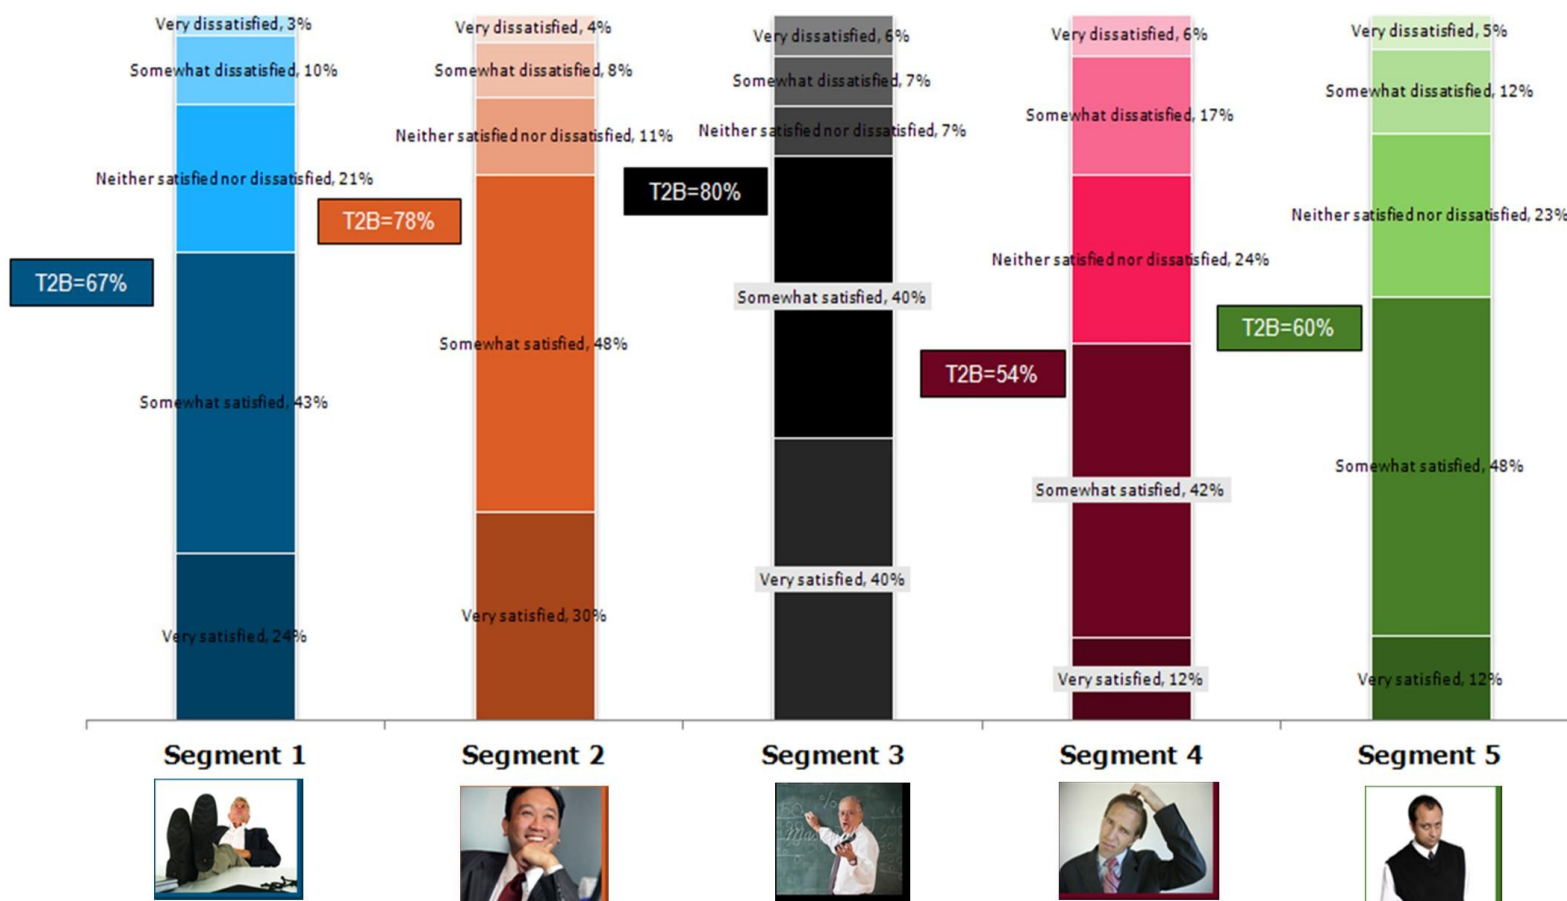 Very dissatisfied, 3%
Somewhat dissatisfied, 10%
Neither satisfied nor dissatisfied, 21%
T2B=67%
Somewhat satisfied, 43%
Very satisfied, 24%
Segment 1
Very dissatisfied, 4%
Somewhat dissatisfied, 8%
Neither satisfied nor dissatisfied, 11%
T2B=78%
Somewhat satisfied, 48%
Very satisfied, 30%
Segment 2
Very dissatisfied, 6%
Somewhat dissatisfied, 7%
Neither satisfied nor dissatisfied, 7%
T2B=80%
Somewhat satisfied, 40%
Very satisfied, 40%
Segment 3
Very dissatisfied, 6%
Somewhat dissatisfied, 17%
Neither satisfied nor dissatisfied, 24%
T2B=54%
Somewhat satisfied, 42%
Very satisfied, 12%
Segment 4
Very dissatisfied, 5%
Somewhat dissatisfied, 12%
Neither satisfied nor dissatisfied, 23%
T2B=60%
Somewhat satisfied, 48%
Very satisfied, 12%
Segment 5